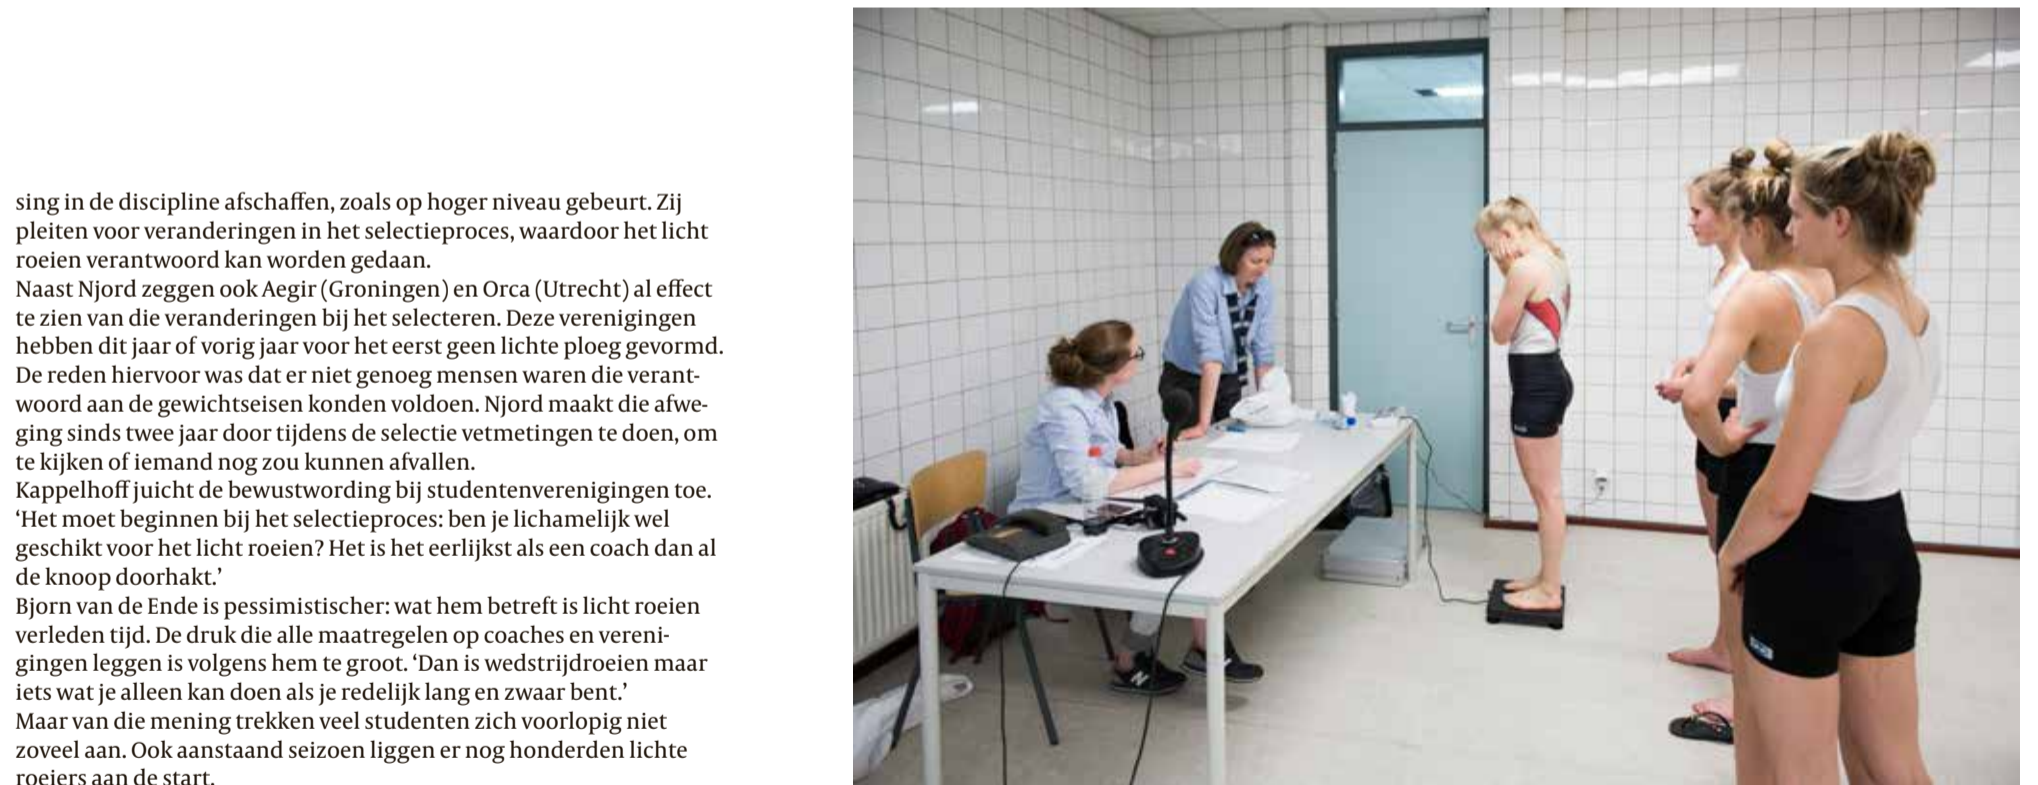 sing in de discipline afschaffen, zoals op hoger niveau gebeurt. Zij
pleiten voor veranderingen in het selectieproces, waardoor het licht
roeien verantwoord kan worden gedaan.
Naast Njord zeggen ook Aegir (Groningen) en Orca (Utrecht) al effect
te zien van die veranderingen bij het selecteren. Deze verenigingen
hebben dit jaar of vorig jaar voor het eerst geen lichte ploeg gevormd.
De reden hiervoor was dat er niet genoeg mensen waren die verant-
woord aan de gewichtseisen konden voldoen. Njord maakt die afwe-
ging sinds twee jaar door tijdens de selectie vetmetingen te doen, om
te kijken of iemand nog zou kunnen afvallen.
Kappelhoff juicht de bewustwording bij studentenverenigingen toe.
‘Het moet beginnen bij het selectieproces: ben je lichamelijk wel
geschikt voor het licht roeien? Het is het eerlijkst als een coach dan al
de knoop doorhakt.’
Bjorn van de Ende is pessimistischer: wat hem betreft is licht roeien
verleden tijd. De druk die alle maatregelen op coaches en vereni-
gingen leggen is volgens hem te groot. ‘Dan is wedstrijdroeien maar
iets wat je alleen kan doen als je redelijk lang en zwaar bent.’
Maar van die mening trekken veel studenten zich voorlopig niet
zoveel aan. Ook aanstaand seizoen liggen er nog honderden lichte
roeiers aan de start.
N